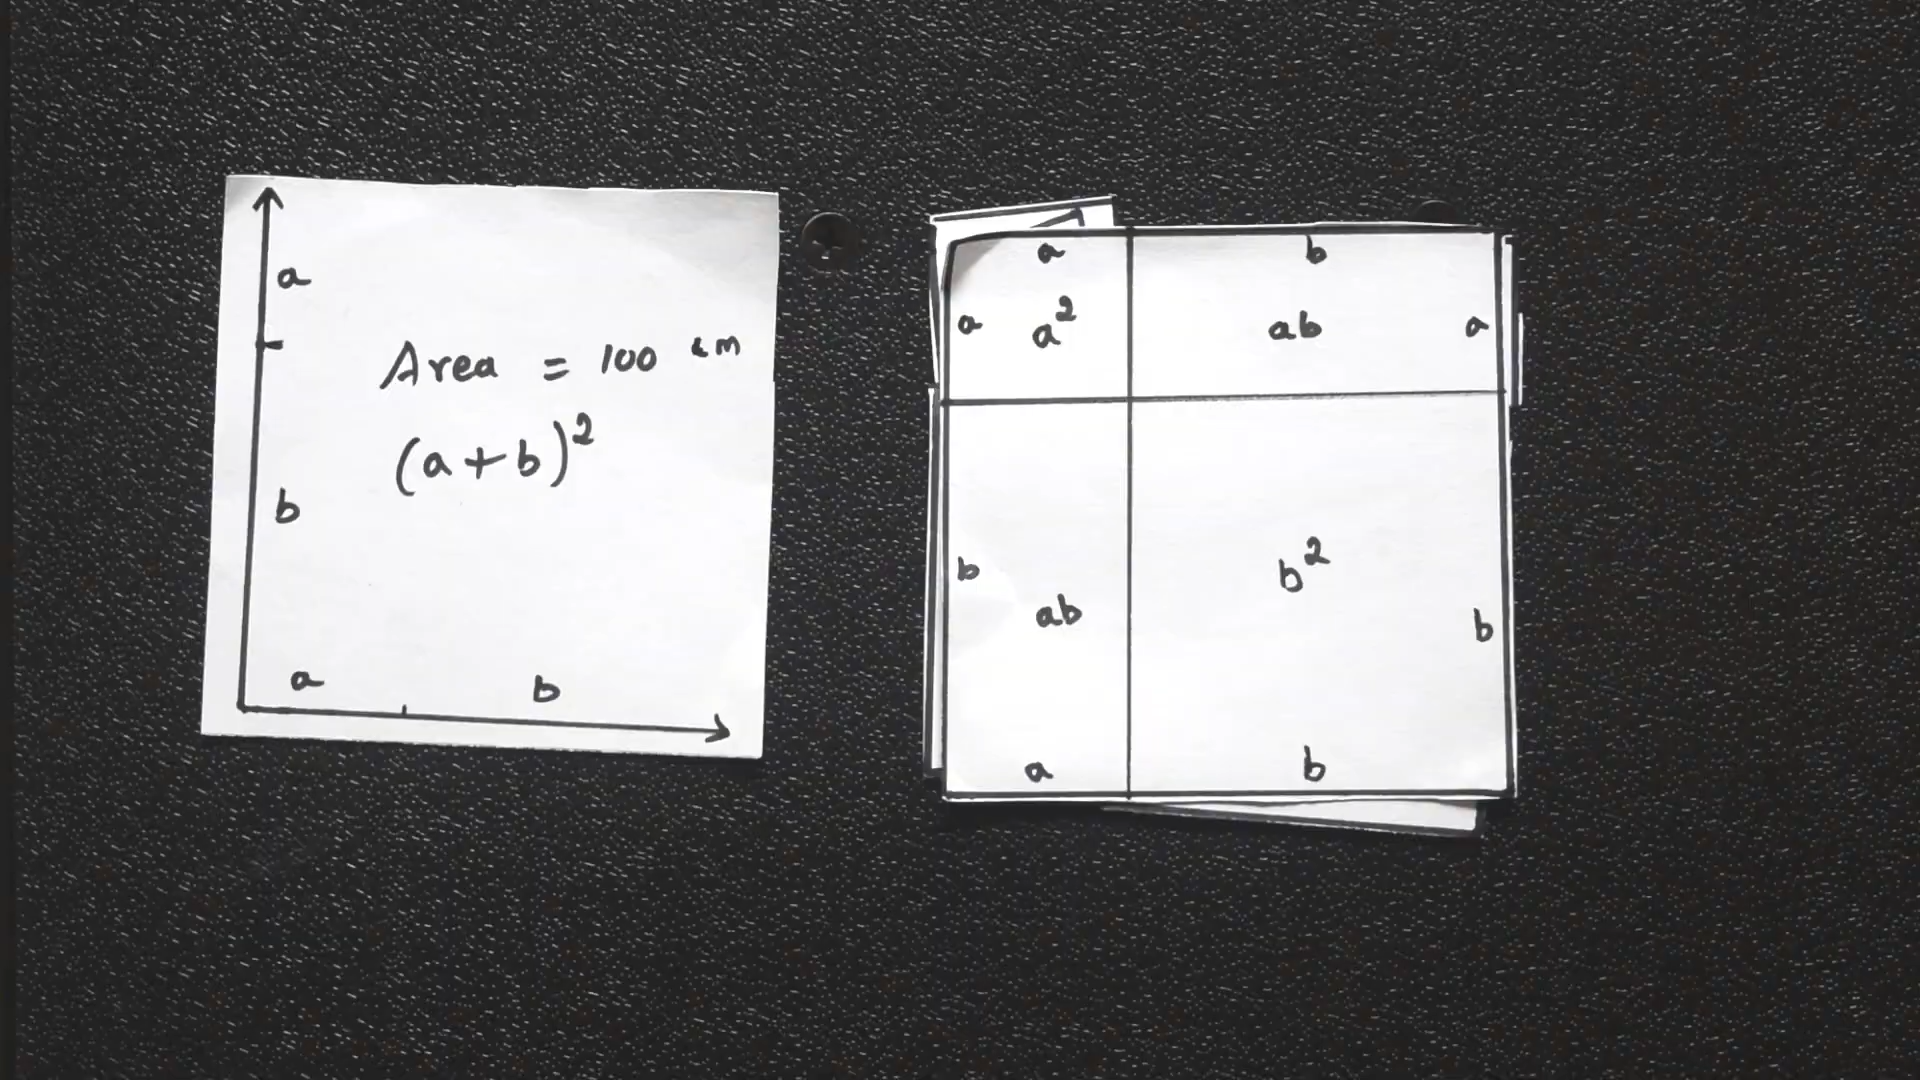 a
Area = 100 cm
(a+b)²
b
a b
a b
a a² ab a
b b²
ab b
a b